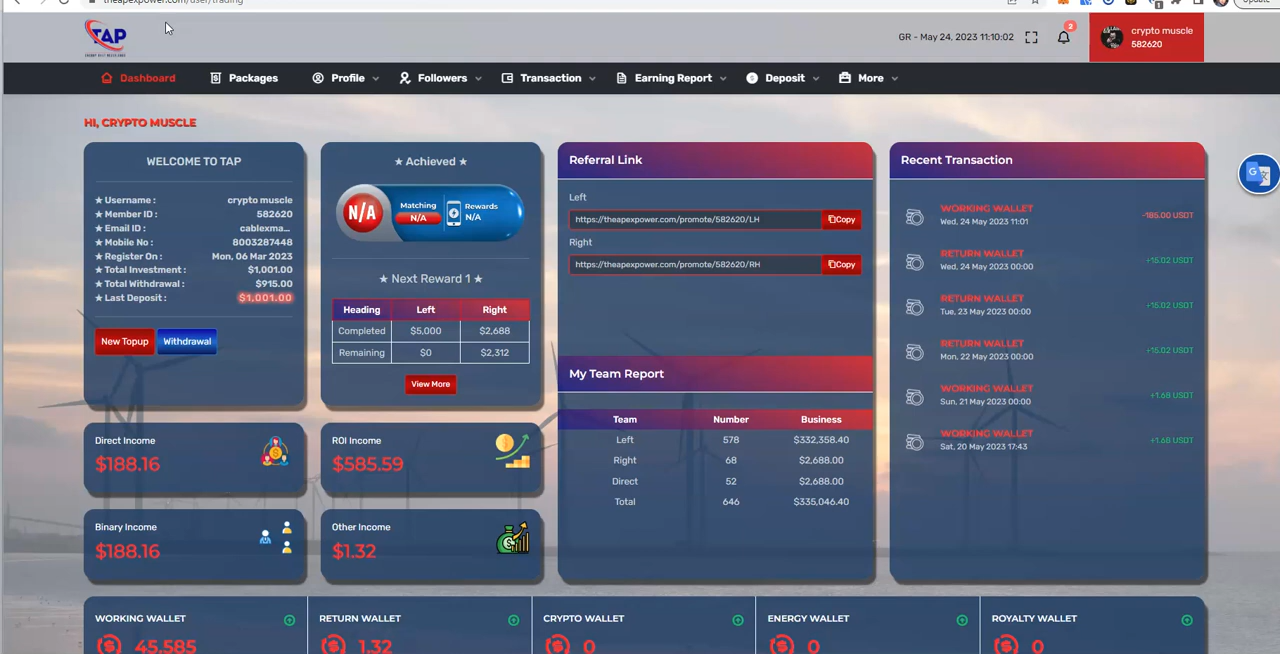 theapexpower.com/user/trading
Update
TAP
GR - May 24, 2023 11:10:02
2
crypto muscle
582620
Dashboard
Packages
Profile
Followers
Transaction
Earning Report
Deposit
More
HI, CRYPTO MUSCLE
WELCOME TO TAP
★ Username : crypto muscle
★ Member ID : 582620
★ Email ID : cablexma...
★ Mobile No : 8003287448
★ Register On : Mon, 06 Mar 2023
★ Total Investment : $1,001.00
★ Total Withdrawal : $915.00
★ Last Deposit : $1,001.00
New Topup Withdrawal
★ Achieved ★
N/A
Matching
N/A
Rewards
N/A
★ Next Reward 1 ★
Heading Left Right
Completed $5,000 $2,688
Remaining $0 $2,312
View More
Referral Link
Left
https://theapexpower.com/promote/582620/LH Copy
Right
https://theapexpower.com/promote/582620/RH Copy
My Team Report
Team Number Business
Left 578 $332,358.40
Right 68 $2,688.00
Direct 52 $2,688.00
Total 646 $335,046.40
Recent Transaction
WORKING WALLET
Wed, 24 May 2023 11:01
-185.00 USDT
RETURN WALLET
Wed, 24 May 2023 00:00
+15.02 USDT
RETURN WALLET
Tue, 23 May 2023 00:00
+15.02 USDT
RETURN WALLET
Mon, 22 May 2023 00:00
+15.02 USDT
WORKING WALLET
Sun, 21 May 2023 00:00
+1.68 USDT
WORKING WALLET
Sat, 20 May 2023 17:43
+1.68 USDT
Direct Income
$188.16
ROI Income
$585.59
Binary Income
$188.16
Other Income
$1.32
WORKING WALLET
45.585
RETURN WALLET
1.32
CRYPTO WALLET
0
ENERGY WALLET
0
ROYALTY WALLET
0